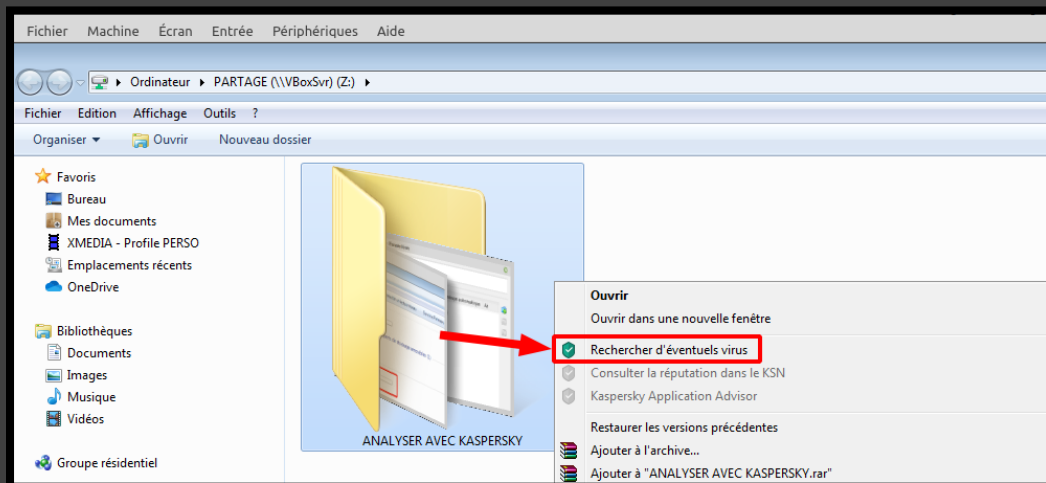 Fichier Machine Écran Entrée Périphériques Aide
Ordinateur PARTAGE (\\VBoxSvr) (Z:)
Fichier Edition Affichage Outils ?
Organiser Ouvrir Nouveau dossier
Favoris
Bureau
Mes documents
XMEDIA - Profile PERSO
Emplacements récents
OneDrive
Bibliothèques
Documents
Images
Musique
Vidéos
Groupe résidentiel
ANALYSER AVEC KASPERSKY
Ouvrir
Ouvrir dans une nouvelle fenêtre
Rechercher d'éventuels virus
Consulter la réputation dans le KSN
Kaspersky Application Advisor
Restaurer les versions précédentes
Ajouter à l'archive...
Ajouter à "ANALYSER AVEC KASPERSKY.rar"